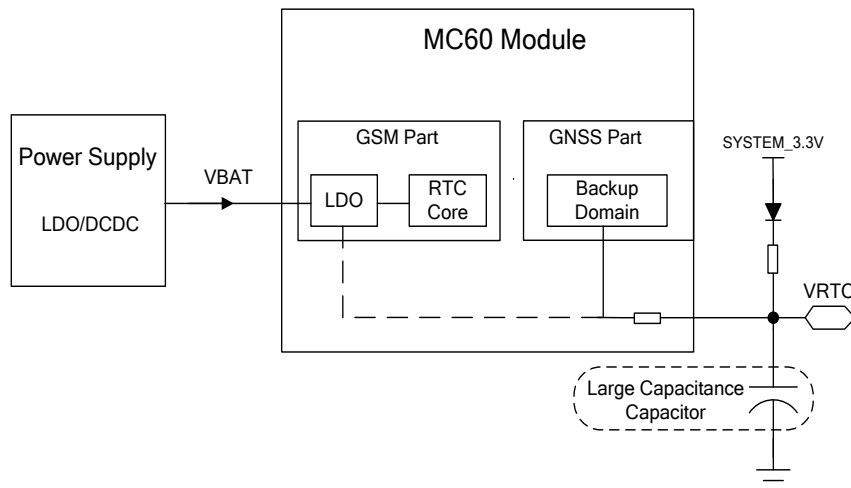 MC60 Module
Power Supply
LDO/DCDC
VBAT
GSM Part
LDO
RTC
Core
GNSS Part
Backup
Domain
SYSTEM_3.3V
VRTC
Large Capacitance
Capacitor